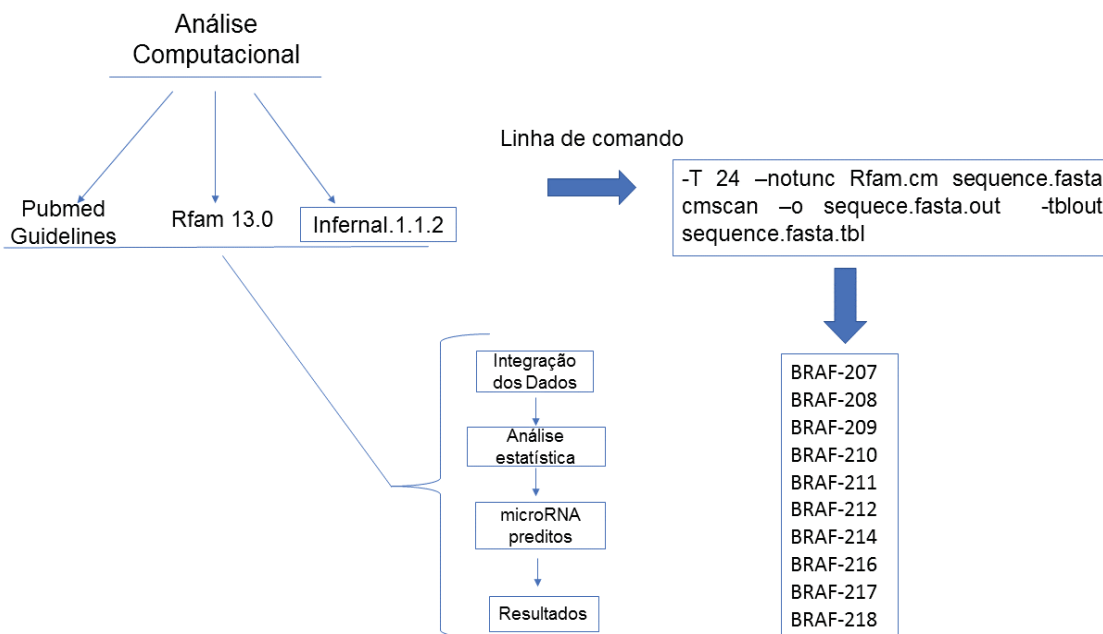 Análise
Computacional
Linha de comando
Pubmed
Guidelines
Rfam 13.0
Infernal.1.1.2
-T 24 –notunc Rfam.cm sequence.fasta
cmscan –o sequece.fasta.out -tblout
sequence.fasta.tbl
Integração
dos Dados
Análise
estatística
microRNA
preditos
Resultados
BRAF-207
BRAF-208
BRAF-209
BRAF-210
BRAF-211
BRAF-212
BRAF-214
BRAF-216
BRAF-217
BRAF-218